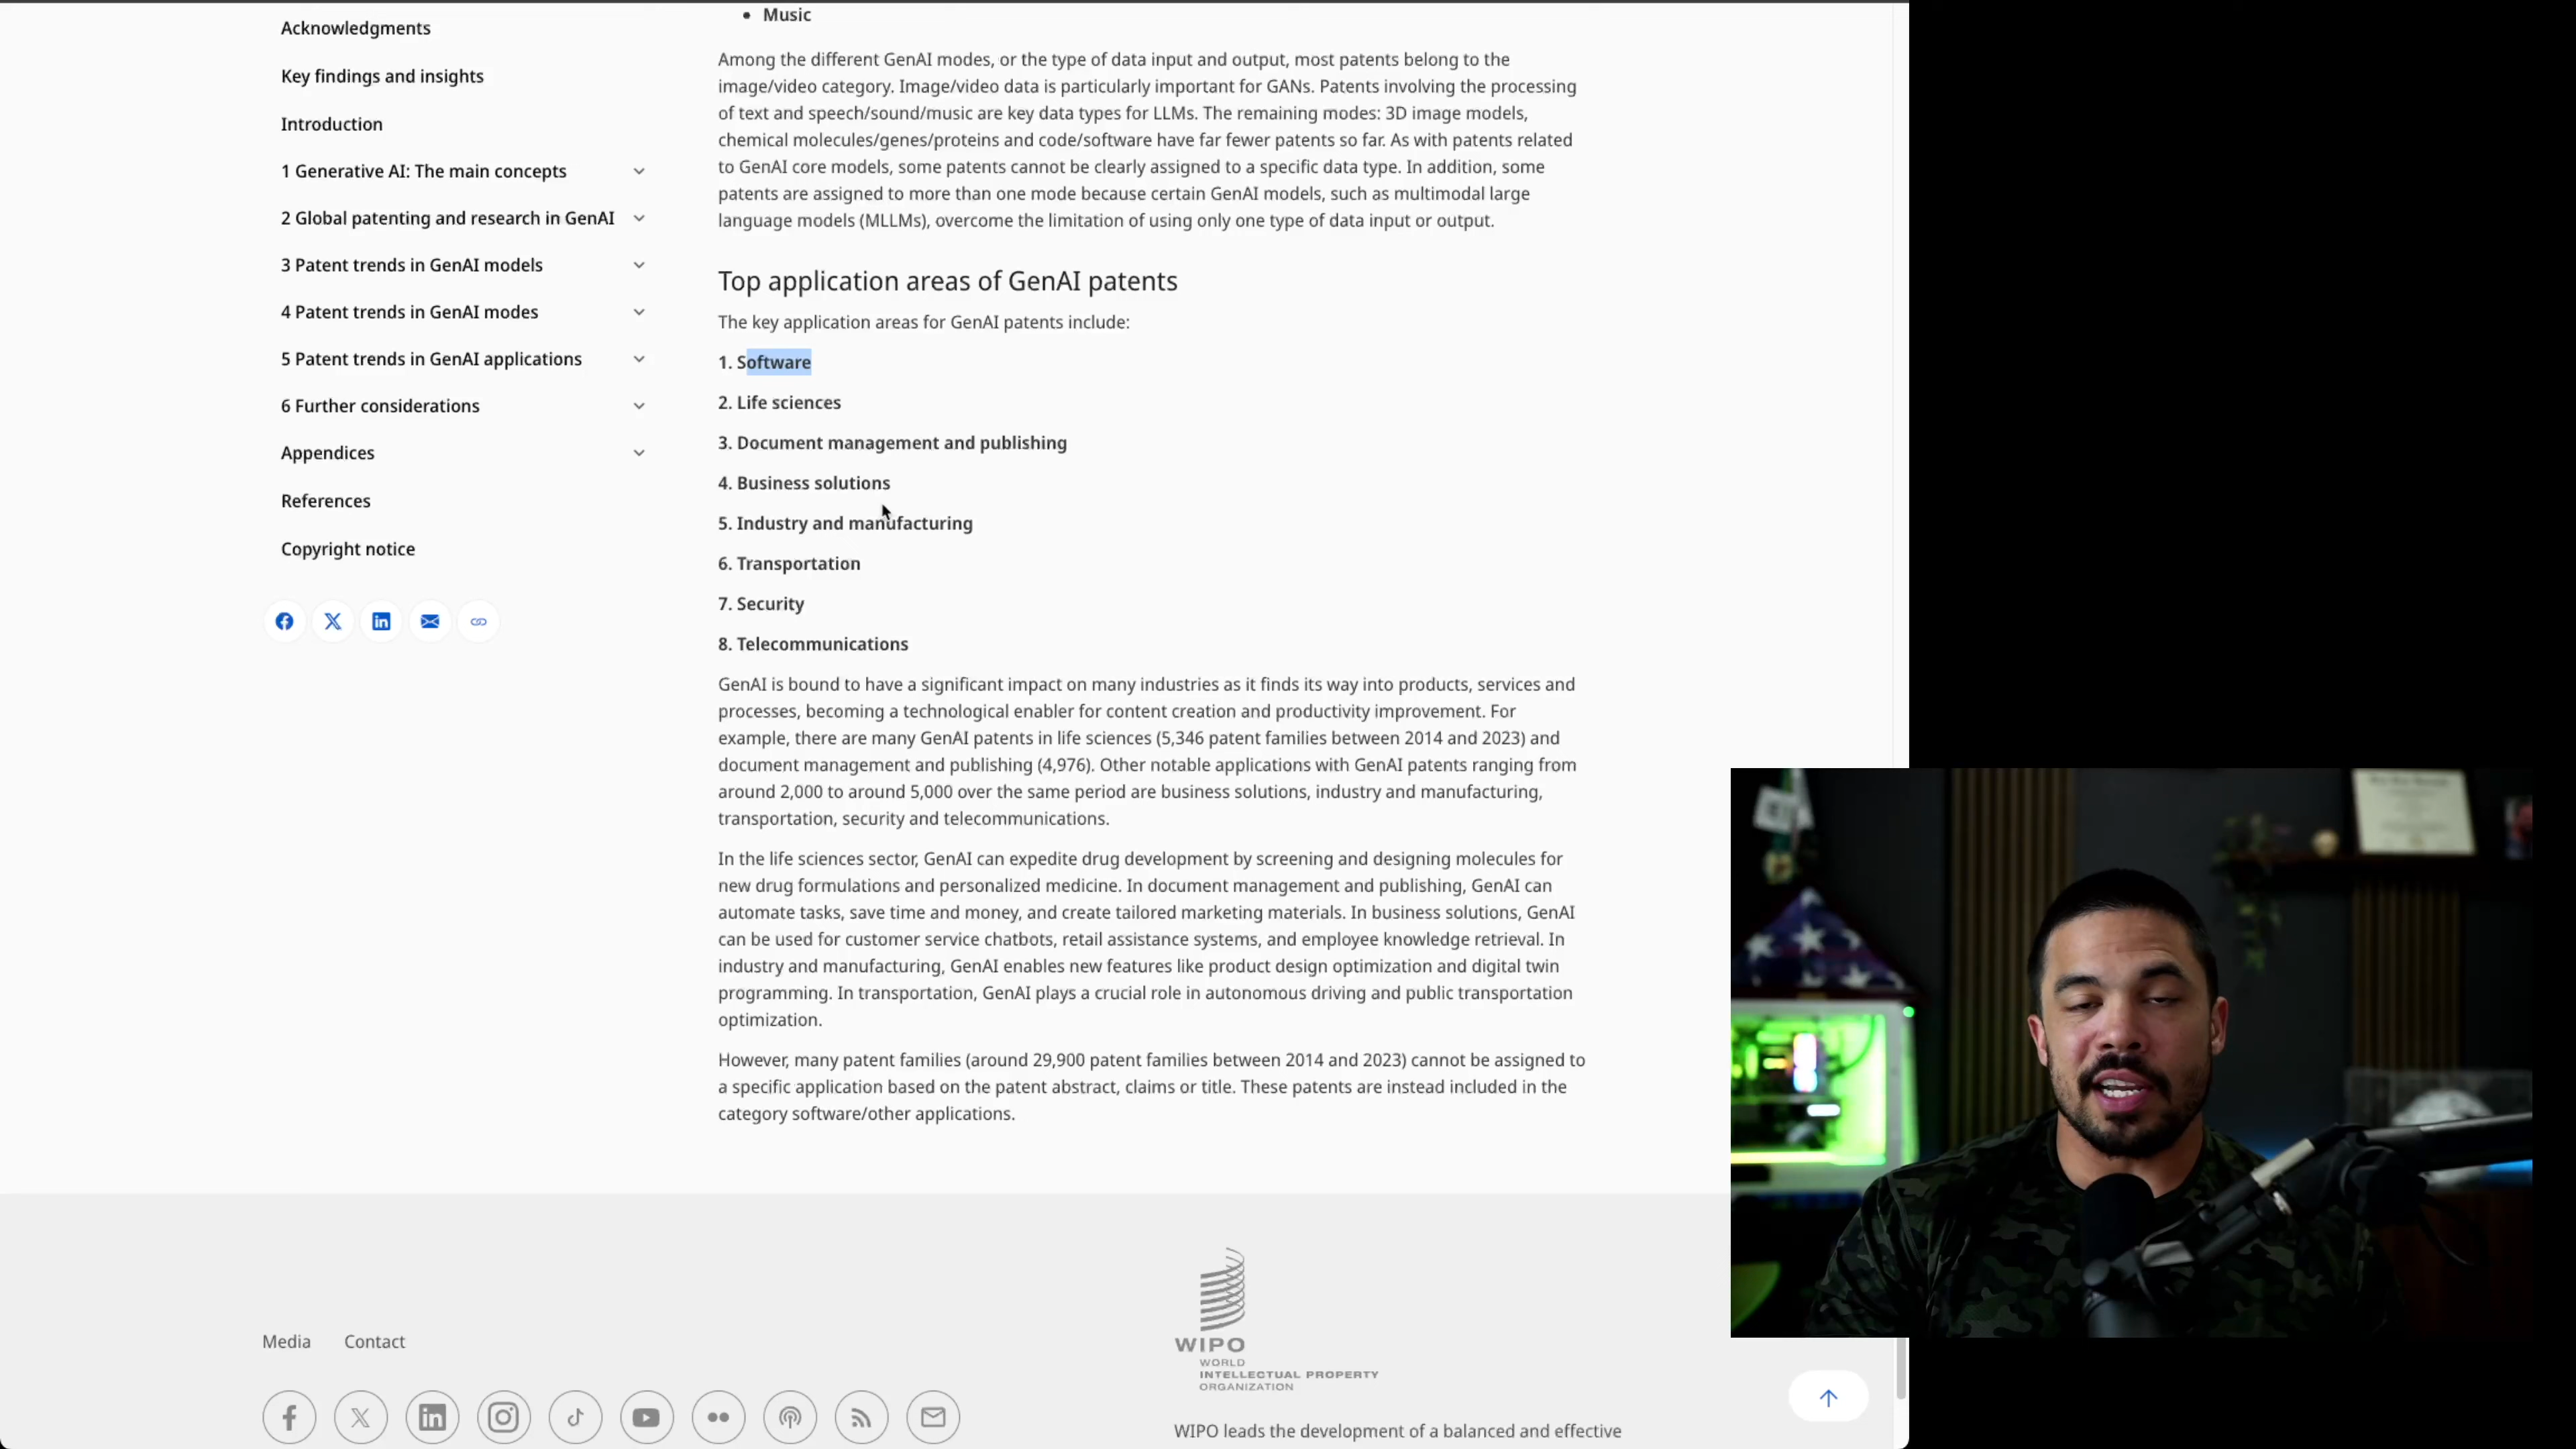 Acknowledgments
Key findings and insights
Introduction
1 Generative AI: The main concepts
2 Global patenting and research in GenAI
3 Patent trends in GenAI models
4 Patent trends in GenAI modes
5 Patent trends in GenAI applications
6 Further considerations
Appendices
References
Copyright notice
• Music
Among the different GenAI modes, or the type of data input and output, most patents belong to the
image/video category. Image/video data is particularly important for GANs. Patents involving the processing
of text and speech/sound/music are key data types for LLMs. The remaining modes: 3D image models,
chemical molecules/genes/proteins and code/software have far fewer patents so far. As with patents related
to GenAI core models, some patents cannot be clearly assigned to a specific data type. In addition, some
patents are assigned to more than one mode because certain GenAI models, such as multimodal large
language models (MLLMs), overcome the limitation of using only one type of data input or output.
Top application areas of GenAI patents
The key application areas for GenAI patents include:
1. Software
2. Life sciences
3. Document management and publishing
4. Business solutions
5. Industry and manufacturing
6. Transportation
7. Security
8. Telecommunications
GenAI is bound to have a significant impact on many industries as it finds its way into products, services and
processes, becoming a technological enabler for content creation and productivity improvement. For
example, there are many GenAI patents in life sciences (5,346 patent families between 2014 and 2023) and
document management and publishing (4,976). Other notable applications with GenAI patents ranging from
around 2,000 to around 5,000 over the same period are business solutions, industry and manufacturing,
transportation, security and telecommunications.
In the life sciences sector, GenAI can expedite drug development by screening and designing molecules for
new drug formulations and personalized medicine. In document management and publishing, GenAI can
automate tasks, save time and money, and create tailored marketing materials. In business solutions, GenAI
can be used for customer service chatbots, retail assistance systems, and employee knowledge retrieval. In
industry and manufacturing, GenAI enables new features like product design optimization and digital twin
programming. In transportation, GenAI plays a crucial role in autonomous driving and public transportation
optimization.
However, many patent families (around 29,900 patent families between 2014 and 2023) cannot be assigned to
a specific application based on the patent abstract, claims or title. These patents are instead included in the
category software/other applications.
Media
Contact
WIPO
WORLD
INTELLECTUAL PROPERTY
ORGANIZATION
WIPO leads the development of a balanced and effective